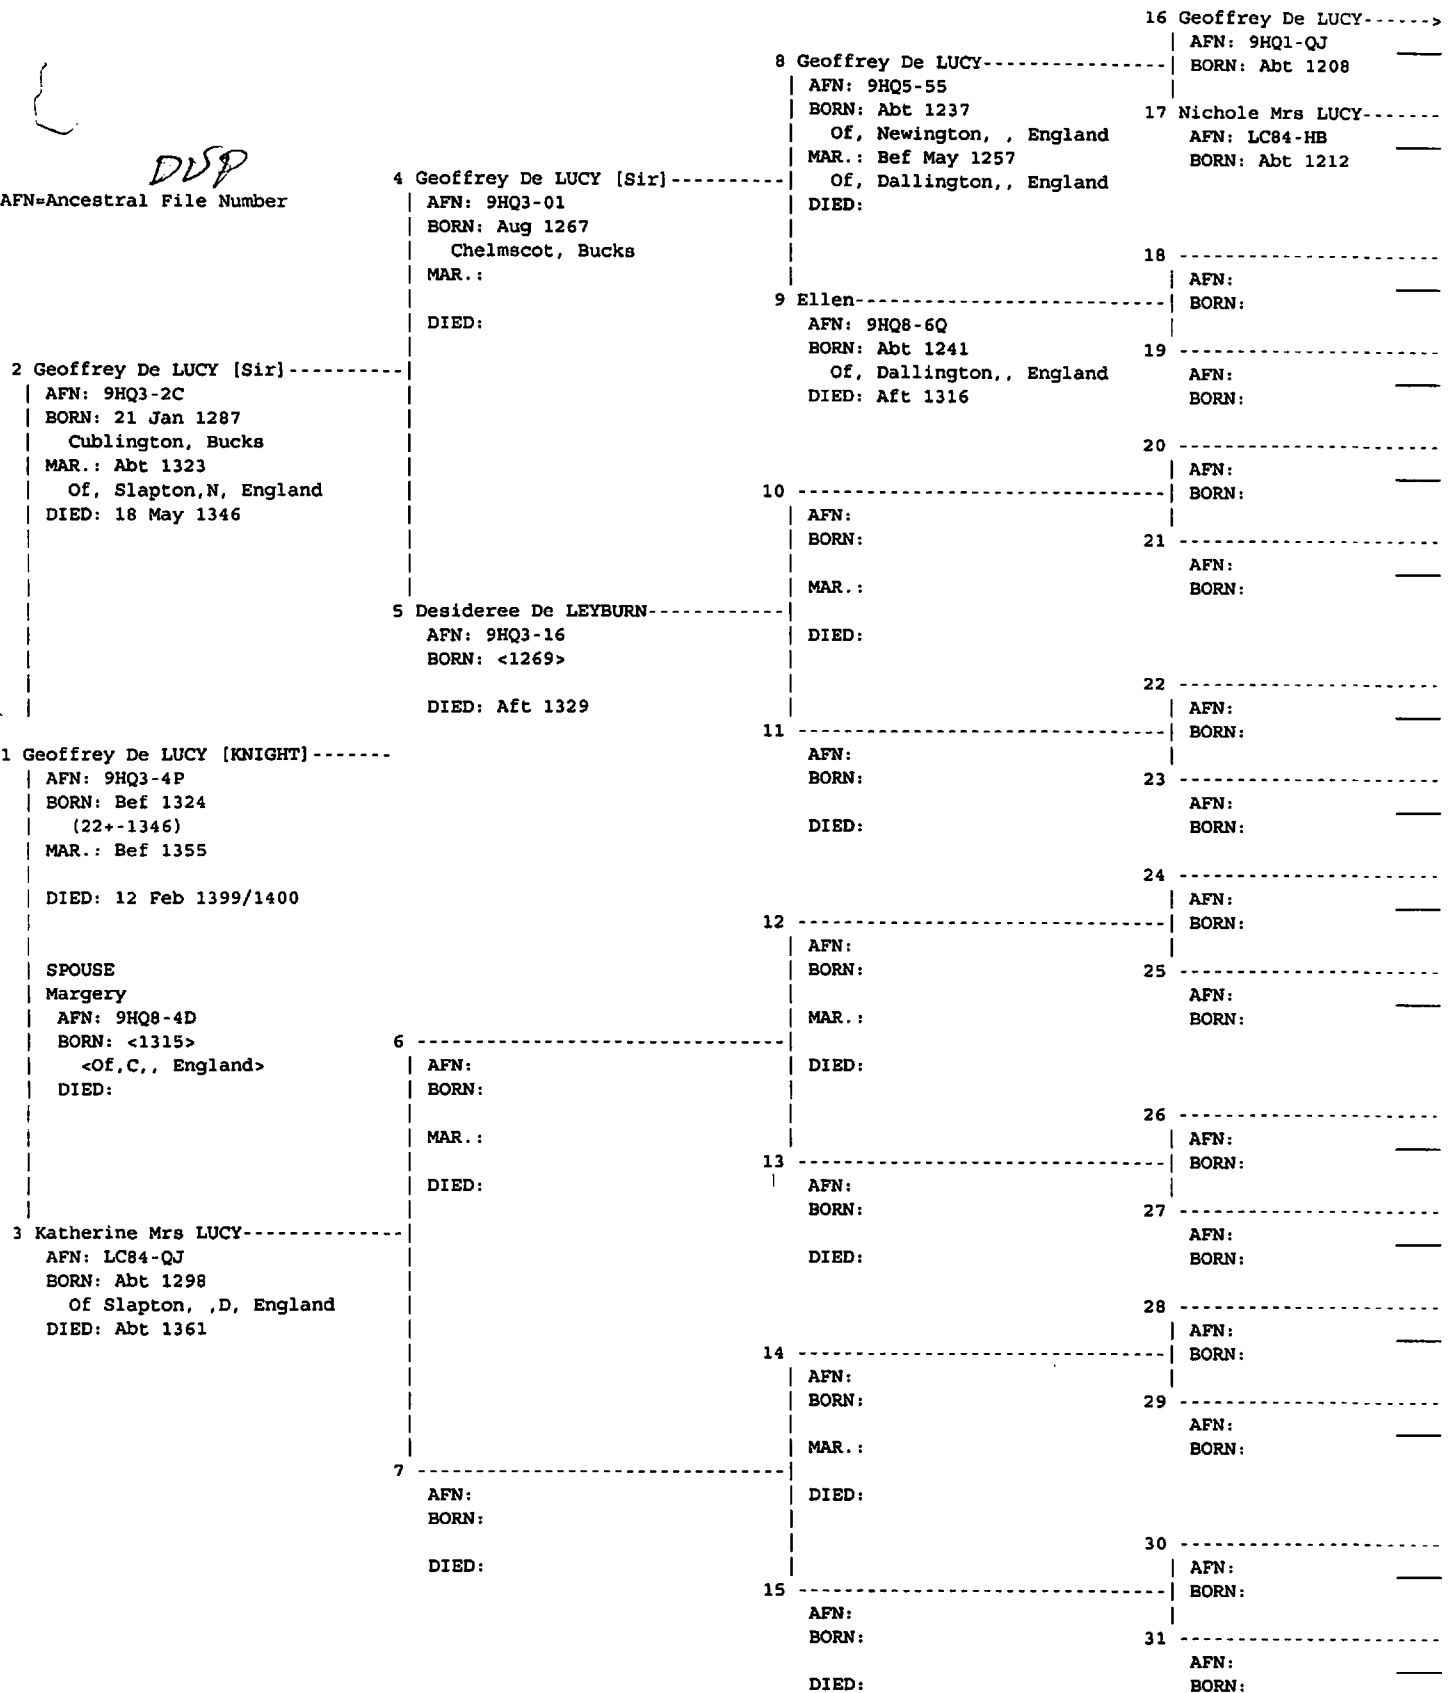 DVP
AFN=Ancestral File Number
1 Geoffrey De LUCY [KNIGHT]-------
AFN: 9HQ3-4P
BORN: Bef 1324
(22+-1346)
MAR.: Bef 1355
DIED: 12 Feb 1399/1400
SPOUSE
Margery
AFN: 9HQ8-4D
BORN: <1315>
<Of,C,, England>
DIED:
2 Geoffrey De LUCY [Sir]----------
AFN: 9HQ3-2C
BORN: 21 Jan 1287
Cublington, Bucks
MAR.: Abt 1323
Of, Slapton,N, England
DIED: 18 May 1346
3 Katherine Mrs LUCY--------------
AFN: LC84-QJ
BORN: Abt 1298
Of Slapton, ,D, England
DIED: Abt 1361
4 Geoffrey De LUCY [Sir]----------
AFN: 9HQ3-01
BORN: Aug 1267
Chelmscot, Bucks
MAR.:
DIED:
5 Desideree De LEYBURN------------
AFN: 9HQ3-16
BORN: <1269>
DIED: Aft 1329
6 -------------------------------
AFN:
BORN:
MAR.:
DIED:
7 -------------------------------
AFN:
BORN:
DIED:
8 Geoffrey De LUCY----------------
AFN: 9HQ5-55
BORN: Abt 1237
Of, Newington, , England
MAR.: Bef May 1257
Of, Dallington,, England
DIED:
9 Ellen---------------------------
AFN: 9HQ8-6Q
BORN: Abt 1241
Of, Dallington,, England
DIED: Aft 1316
10 -------------------------------
AFN:
BORN:
MAR.:
DIED:
11 -------------------------------
AFN:
BORN:
DIED:
12 -------------------------------
AFN:
BORN:
MAR.:
DIED:
13 -------------------------------
AFN:
BORN:
DIED:
14 -------------------------------
AFN:
BORN:
MAR.:
DIED:
15 -------------------------------
AFN:
BORN:
DIED:
16 Geoffrey De LUCY------>
AFN: 9HQ1-QJ
BORN: Abt 1208
17 Nichole Mrs LUCY-------
AFN: LC84-HB
BORN: Abt 1212
18 ----------------------
AFN:
BORN:
19 ----------------------
AFN:
BORN:
20 ----------------------
AFN:
BORN:
21 ----------------------
AFN:
BORN:
22 ----------------------
AFN:
BORN:
23 ----------------------
AFN:
BORN:
24 ----------------------
AFN:
BORN:
25 ----------------------
AFN:
BORN:
26 ----------------------
AFN:
BORN:
27 ----------------------
AFN:
BORN:
28 ----------------------
AFN:
BORN:
29 ----------------------
AFN:
BORN:
30 ----------------------
AFN:
BORN:
31 ----------------------
AFN:
BORN: